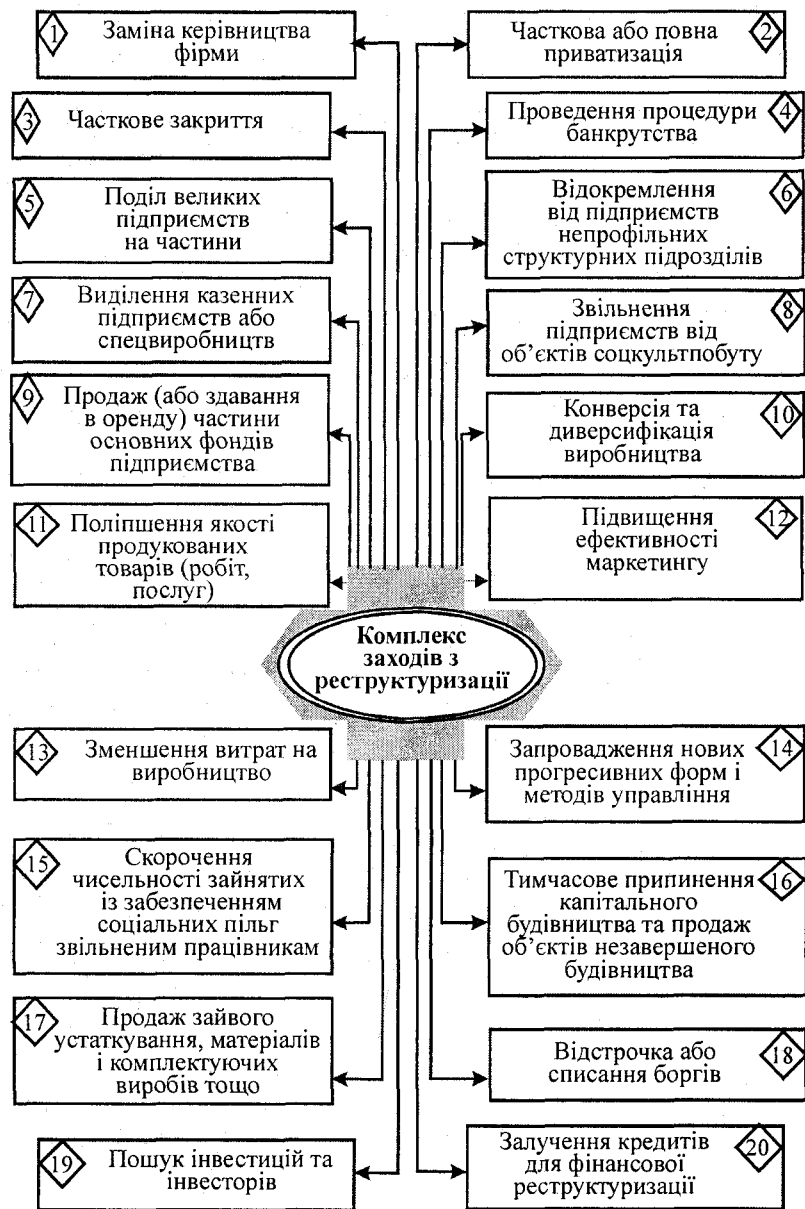 1
Заміна керівництва
фірми
2
Часткова або повна
приватизація
3
Часткове закриття
4
Проведення процедури
банкрутства
5
Поділ великих
підприємств
на частини
6
Відокремлення
від підприємств
непрофільних
структурних підрозділів
7
Виділення казенних
підприємств або
спецвиробництв
8
Звільнення
підприємств від
об’єктів соцкультпобуту
9
Продаж (або здавання
в оренду) частини
основних фондів
підприємства
10
Конверсія та
диверсифікація
виробництва
11
Поліпшення якості
продукованих
товарів (робіт,
послуг)
12
Підвищення
ефективності
маркетингу
Комплекс
заходів з
реструктуризації
13
Зменшення витрат на
виробництво
14
Запровадження нових
прогресивних форм і
методів управління
15
Скорочення
чисельності зайнятих
із забезпеченням
соціальних пільг
звільненим працівникам
16
Тимчасове припинення
капітального
будівництва та продаж
об’єктів незавершеного
будівництва
17
Продаж зайвого
устаткування, матеріалів
і комплектуючих
виробів тощо
18
Відстрочка або
списання боргів
19
Пошук інвестицій та
інвесторів
20
Залучення кредитів
для фінансової
реструктуризації